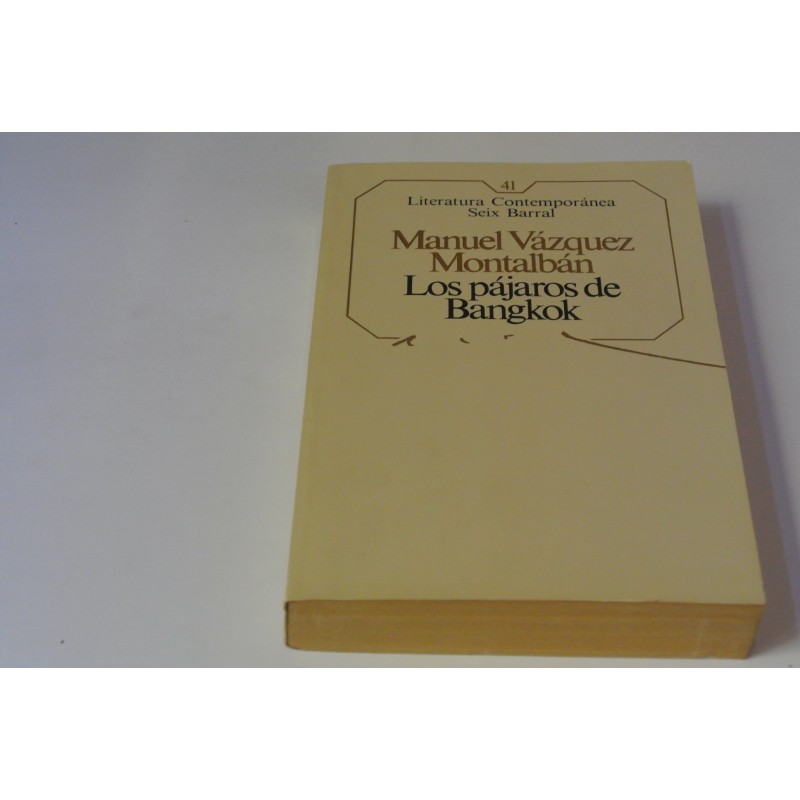 41
Literatura Contemporánea
Seix Barral
Manuel Vázquez
Montalbán
Los pájaros de
Bangkok